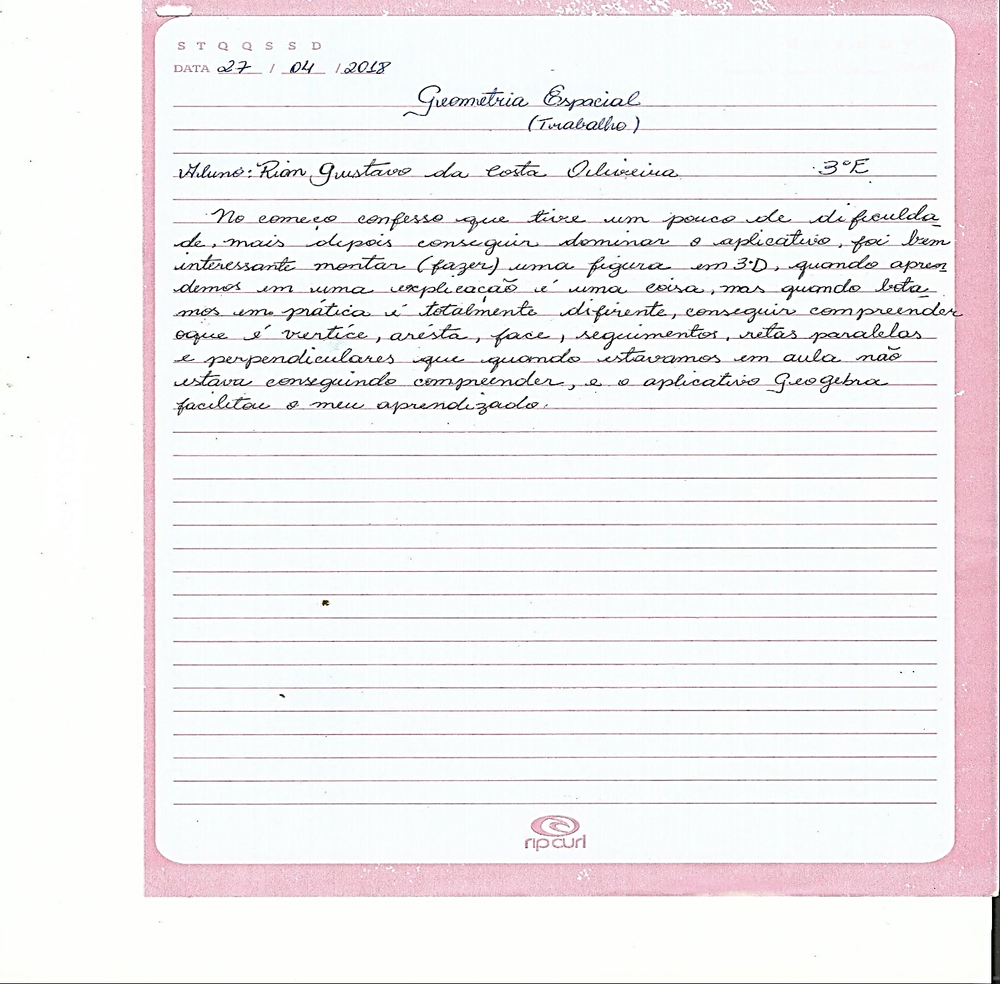 S T Q Q S S D
DATA 27 / 04 / 2018
Geometria Espacial
(Trabalho)
Aluno: Rian Gustavo da Costa Oliveira 3ºE
No começo confesso que tive um pouco de dificulda
de, mais depois conseguir dominar o aplicativo, foi bem
interessante montar (fazer) uma figura em 3D, quando apren
demos em uma explicação é uma coisa, mas quando bota
mos em prática é totalmente difirente, conseguir compreender
oque é vertíce, arésta, face, seguimentos, retas paralelas
e perpendiculares que quando estavamos em aula não
estava conseguindo compreender, e o aplicativo Geogebra
facilitou o meu aprendizado.
rip curl